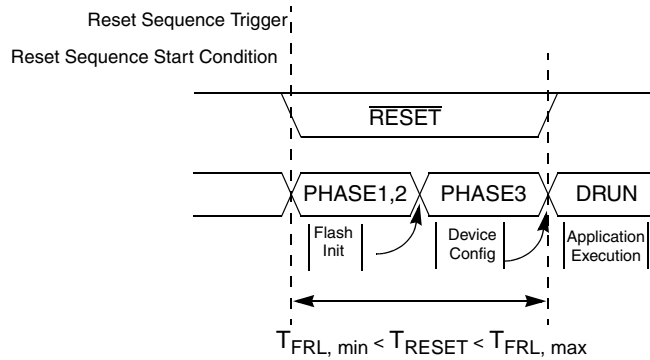 Reset Sequence Trigger
Reset Sequence Start Condition
RESET
PHASE1,2 PHASE3 DRUN
Flash Init
Device Config
Application Execution
TFRL, min < TRESET < TFRL, max